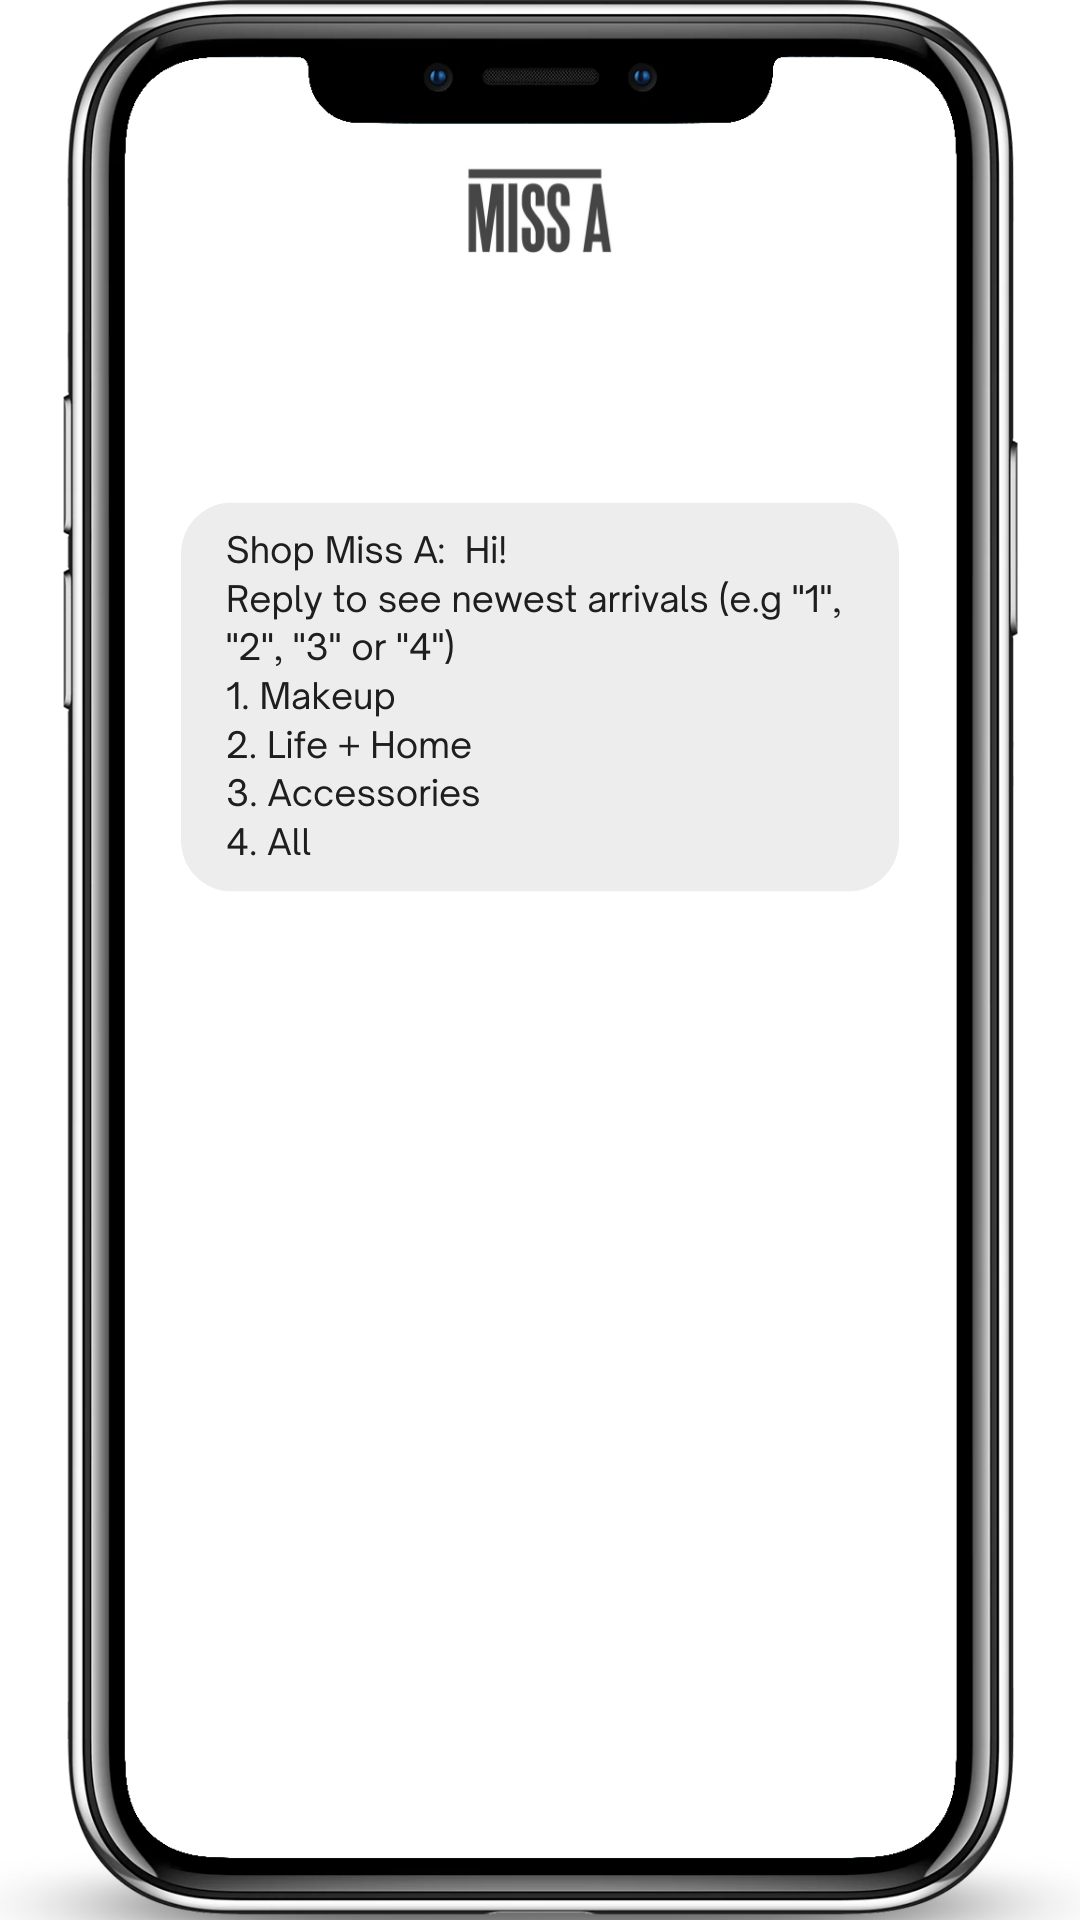 MISS A
Shop Miss A:  Hi!
Reply to see newest arrivals (e.g "1",
"2", "3" or "4")
1. Makeup
2. Life + Home
3. Accessories
4. All